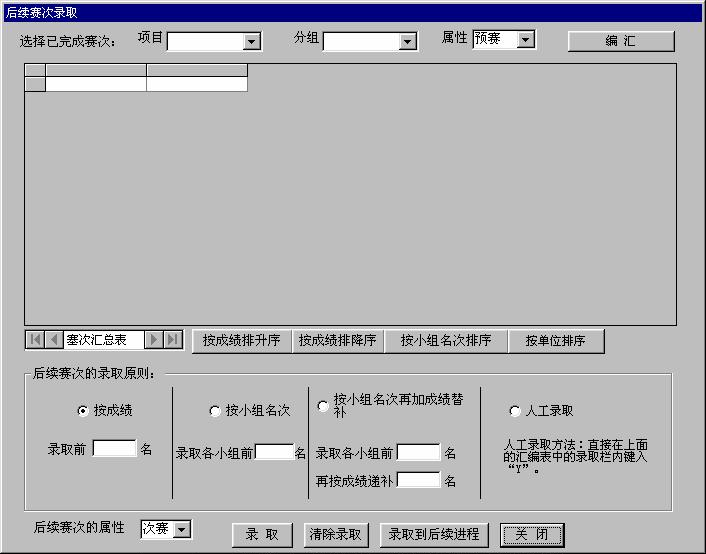 后续赛次录取
选择已完成赛次： 项目 分组 属性 预赛 编 汇
塞次汇总表 按成绩排升序 按成绩排降序 按小组名次排序 按单位排序
后续赛次的录取原则：
按成绩
录取前 名
按小组名次
录取各小组前 名
按小组名次再加成绩替
补
录取各小组前 名
再按成绩递补 名
人工录取
人工录取方法：直接在上面
的汇编表中的录取栏内键入
“Y”。
后续赛次的属性 次赛 录 取 清除录取 录取到后续进程 关 闭